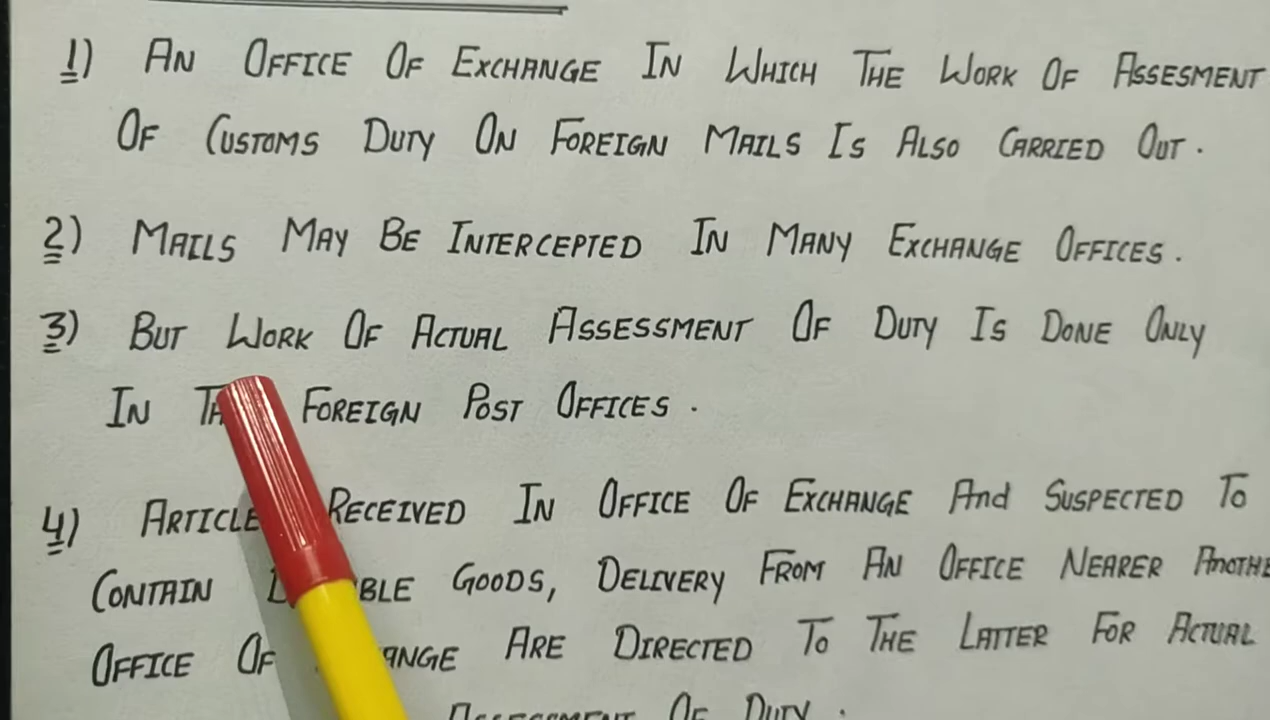 1) AN OFFICE OF EXCHANGE IN WHICH THE WORK OF ASSESMENT
OF CUSTOMS DUTY ON FOREIGN MAILS IS ALSO CARRIED OUT.
2) MAILS MAY BE INTERCEPTED IN MANY EXCHANGE OFFICES.
3) BUT WORK OF ACTUAL ASSESSMENT OF DUTY IS DONE ONLY
IN FOREIGN POST OFFICES.
4) RECEIVED IN OFFICE OF EXCHANGE And SUSPECTED TO
CONTAIN GOODS, DELIVERY FROM AN OFFICE NEARER
OFFICE OF ARE DIRECTED TO THE LATTER FOR ACTUAL
ASSESSMENT OF DUTY.